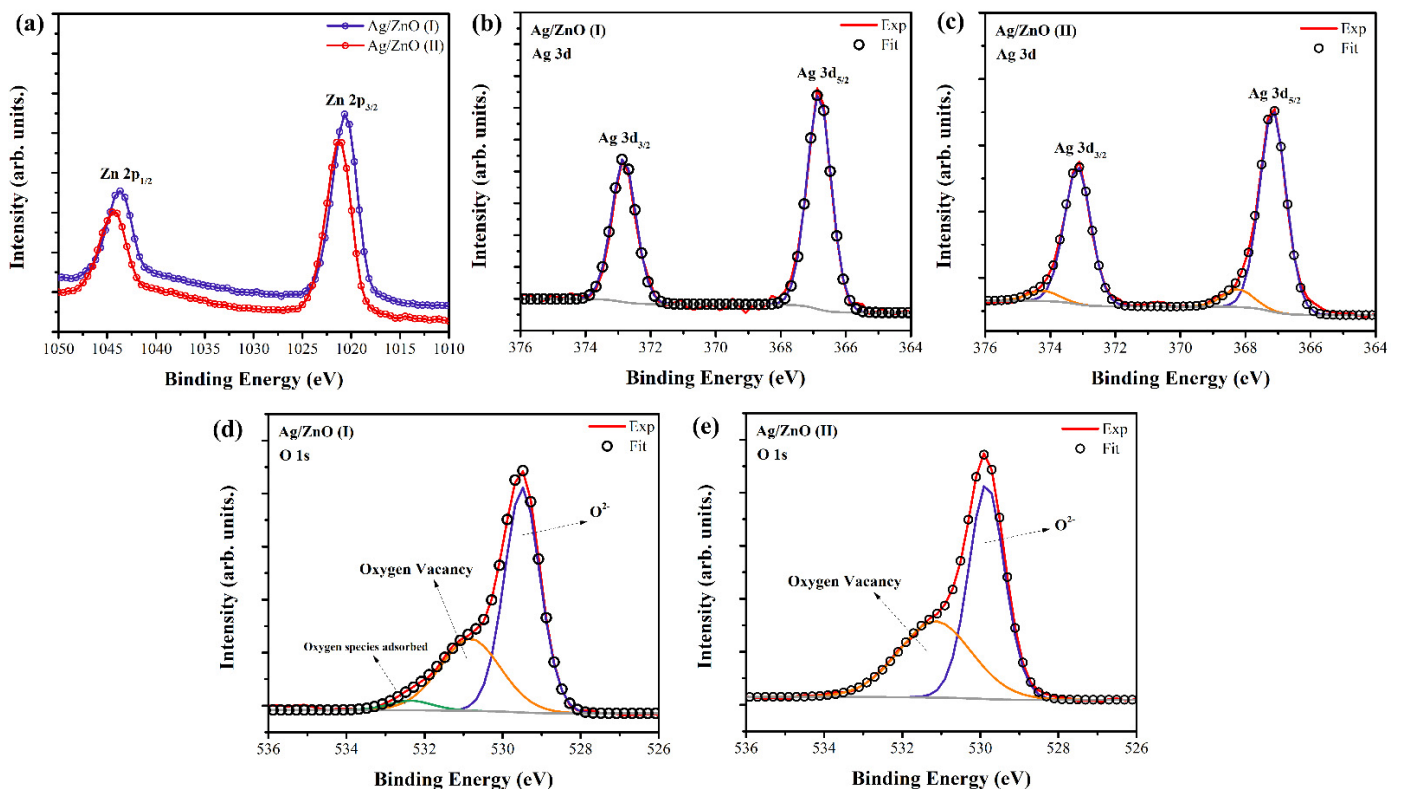 (a)
Ag/ZnO (I)
Ag/ZnO (II)
Zn 2p3/2
Zn 2p1/2
Intensity (arb. units.)
1050 1045 1040 1035 1030 1025 1020 1015 1010
Binding Energy (eV)
(b)
Ag/ZnO (I)
Ag 3d
Exp
Fit
Ag 3d5/2
Ag 3d3/2
Intensity (arb. units.)
376 374 372 370 368 366 364
Binding Energy (eV)
(c)
Ag/ZnO (II)
Ag 3d
Exp
Fit
Ag 3d5/2
Ag 3d3/2
Intensity (arb. units.)
376 374 372 370 368 366 364
Binding Energy (eV)
(d)
Ag/ZnO (I)
O 1s
Exp
Fit
O2-
Oxygen Vacancy
Oxygen species adsorbed
Intensity (arb. units.)
536 534 532 530 528 526
Binding Energy (eV)
(e)
Ag/ZnO (II)
O 1s
Exp
Fit
O2-
Oxygen Vacancy
Intensity (arb. units.)
536 534 532 530 528 526
Binding Energy (eV)